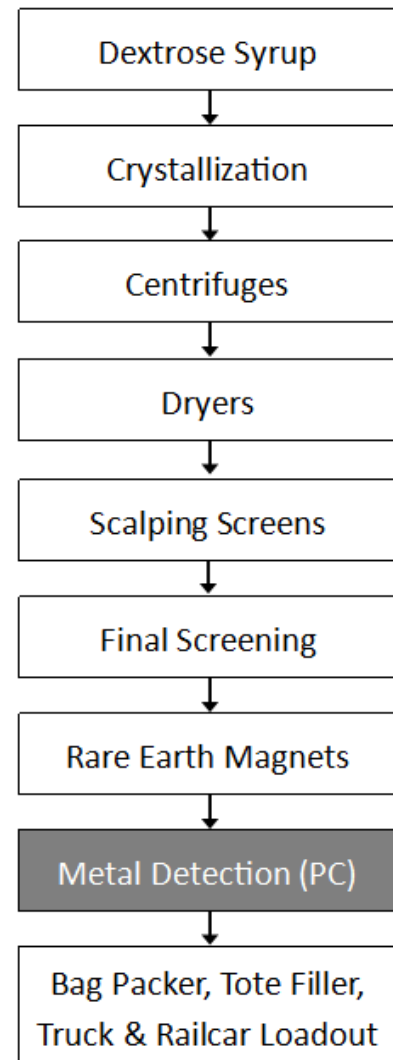 Dextrose Syrup
Crystallization
Centrifuges
Dryers
Scalping Screens
Final Screening
Rare Earth Magnets
Metal Detection (PC)
Bag Packer, Tote Filler,
Truck & Railcar Loadout